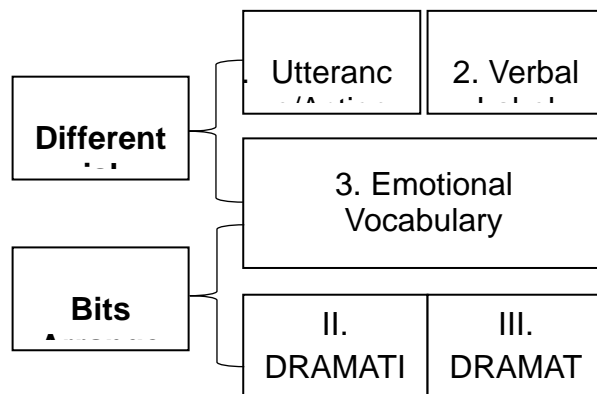 . Utteranc
2. Verbal
Different
3. Emotional
Vocabulary
Bits
II.
DRAMATI
III.
DRAMAT